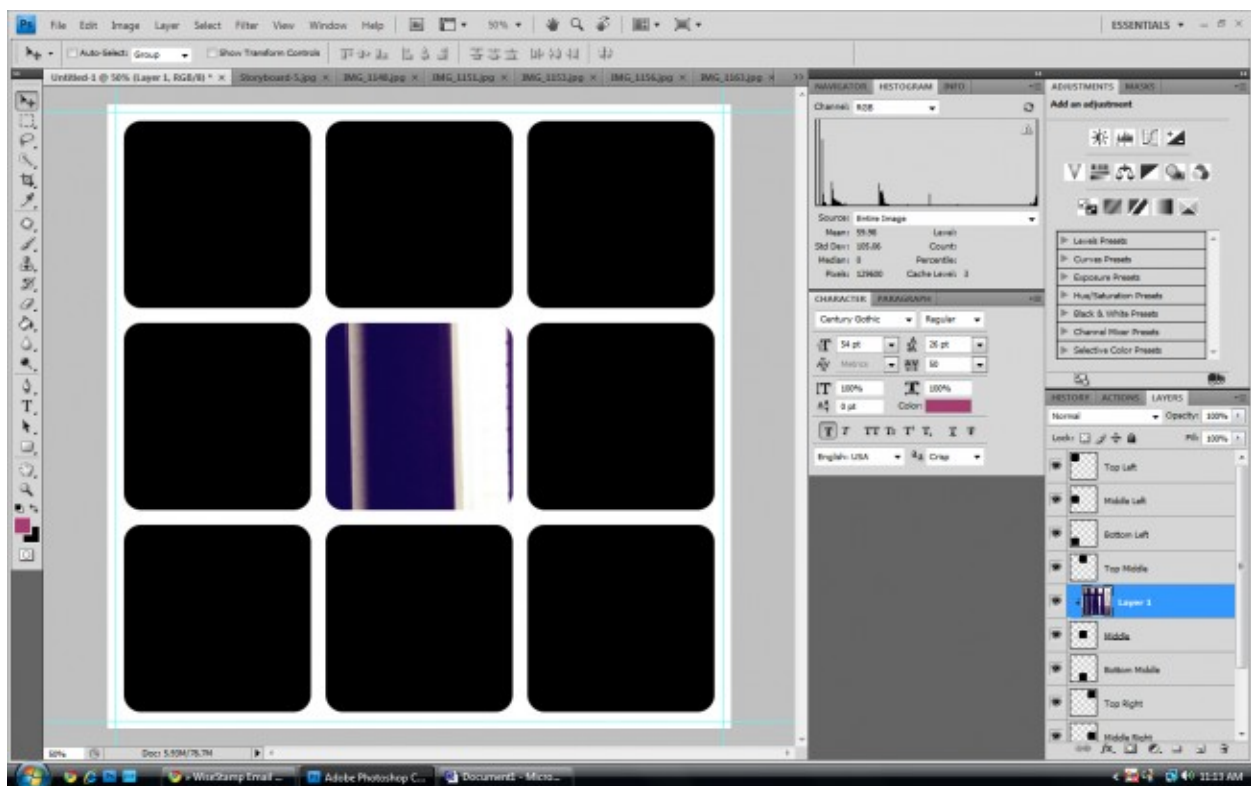 Ps File Edit Image Layer Select Filter View Window Help 50% ESSENTIALS
Auto-Select: Group Show Transform Controls
Untitled-1 @ 50% (Layer 1, RGB/8) * × Storyboard-5.jpg × IMG_1148.jpg × IMG_1151.jpg × IMG_1153.jpg × IMG_1156.jpg × IMG_1163.jpg ×
NAVIGATOR HISTOGRAM INFO
Channel: RGB
Source: Entire Image
Mean: 59.96 Level:
Std Dev: 105.06 Count:
Median: 0 Percentile:
Pixels: 129600 Cache Level: 3
CHARACTER PARAGRAPH
Century Gothic Regular
54 pt 26 pt
Metrics 50
100% 100%
0 pt Color:
T T TT Tt T' T, T T
English: USA aa Crisp
ADJUSTMENTS MASKS
Add an adjustment
Levels Presets
Curves Presets
Exposure Presets
Hue/Saturation Presets
Black & White Presets
Channel Mixer Presets
Selective Color Presets
HISTORY ACTIONS LAYERS
Normal Opacity: 100%
Lock: Fill: 100%
Top Left
Middle Left
Bottom Left
Top Middle
Layer 1
Middle
Bottom Middle
Top Right
Middle Right
50% Doc: 5.93M/78.7M
WiseStamp Email ... Adobe Photoshop C... Document1 - Micro... 11:13 AM